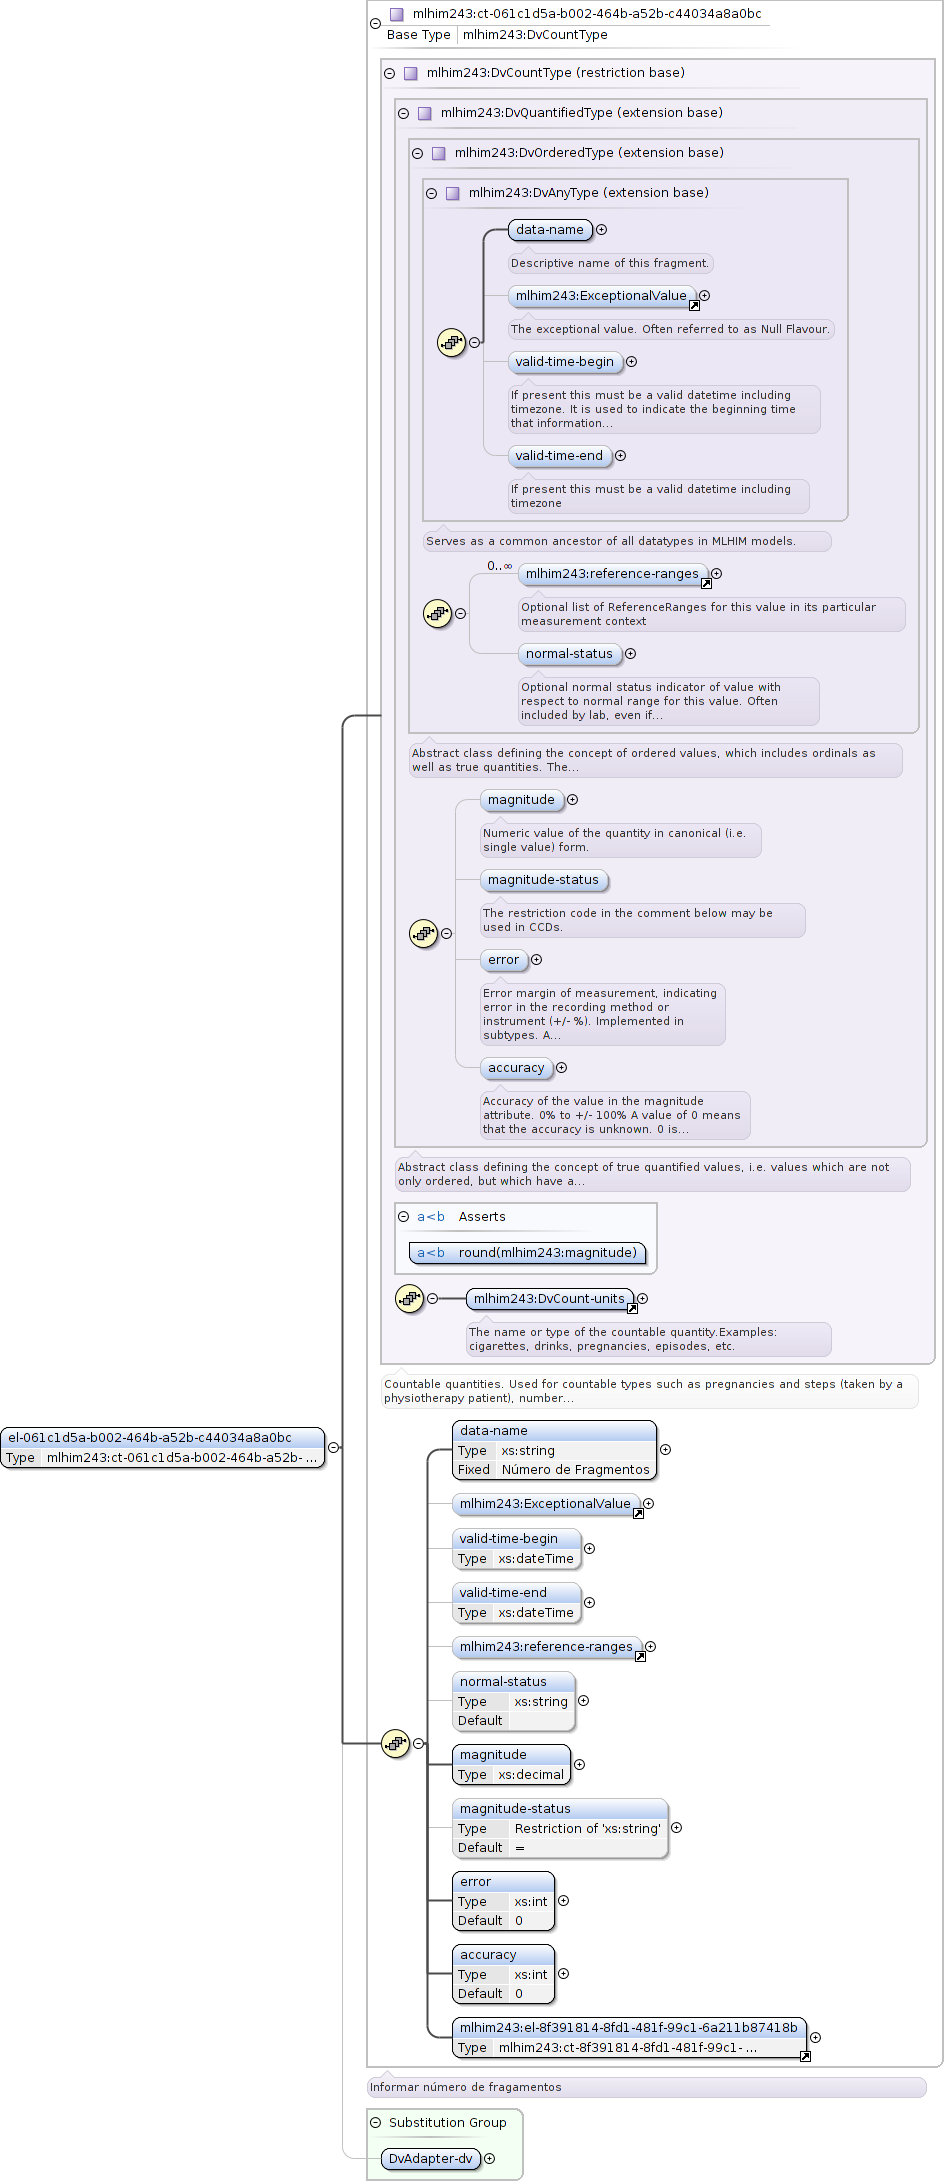 mlhim243:ct-061c1d5a-b002-464b-a52b-c44034a8a0bc
Base Type mlhim243:DvCountType
mlhim243:DvCountType (restriction base)
mlhim243:DvQuantifiedType (extension base)
mlhim243:DvOrderedType (extension base)
mlhim243:DvAnyType (extension base)
data-name
Descriptive name of this fragment.
mlhim243:ExceptionalValue
The exceptional value. Often referred to as Null Flavour.
valid-time-begin
If present this must be a valid datetime including
timezone. It is used to indicate the beginning time
that information...
valid-time-end
If present this must be a valid datetime including
timezone
Serves as a common ancestor of all datatypes in MLHIM models.
0..∞
mlhim243:reference-ranges
Optional list of ReferenceRanges for this value in its particular
measurement context
normal-status
Optional normal status indicator of value with
respect to normal range for this value. Often
included by lab, even if...
Abstract class defining the concept of ordered values, which includes ordinals as
well as true quantities. The...
magnitude
Numeric value of the quantity in canonical (i.e.
single value) form.
magnitude-status
The restriction code in the comment below may be
used in CCDs.
error
Error margin of measurement, indicating
error in the recording method or
instrument (+/- %). Implemented in
subtypes. A...
accuracy
Accuracy of the value in the magnitude
attribute. 0% to +/- 100% A value of 0 means
that the accuracy is unknown. 0 is...
Abstract class defining the concept of true quantified values, i.e. values which are not
only ordered, but which have a...
a<b Asserts
a<b round(mlhim243:magnitude)
mlhim243:DvCount-units
The name or type of the countable quantity.Examples:
cigarettes, drinks, pregnancies, episodes, etc.
Countable quantities. Used for countable types such as pregnancies and steps (taken by a
physiotherapy patient), number...
el-061c1d5a-b002-464b-a52b-c44034a8a0bc
Type mlhim243:ct-061c1d5a-b002-464b-a52b- ...
data-name
Type xs:string
Fixed Número de Fragmentos
mlhim243:ExceptionalValue
valid-time-begin
Type xs:dateTime
valid-time-end
Type xs:dateTime
mlhim243:reference-ranges
normal-status
Type xs:string
Default
magnitude
Type xs:decimal
magnitude-status
Type Restriction of 'xs:string'
Default =
error
Type xs:int
Default 0
accuracy
Type xs:int
Default 0
mlhim243:el-8f391814-8fd1-481f-99c1-6a211b87418b
Type mlhim243:ct-8f391814-8fd1-481f-99c1- ...
Informar número de fragamentos
Substitution Group
DvAdapter-dv